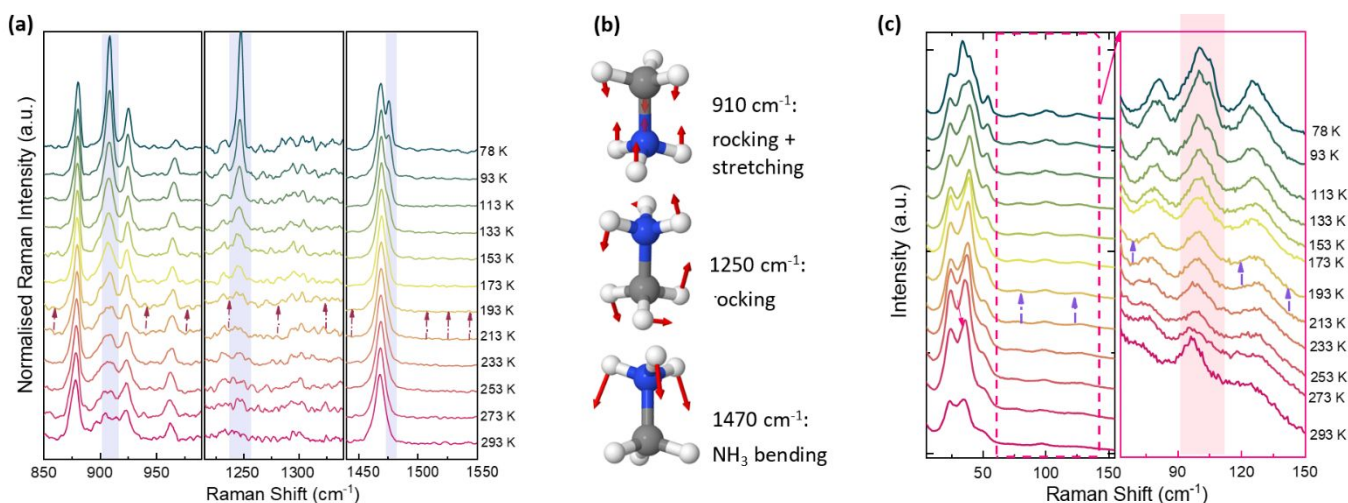 (a)
Normalised Raman Intensity (a.u.)
78 K
93 K
113 K
133 K
153 K
173 K
193 K
213 K
233 K
253 K
273 K
293 K
850
900
950
1250
1300
1450
1500
1550
Raman Shift (cm⁻¹)
(b)
910 cm⁻¹:
rocking +
stretching
1250 cm⁻¹:
ocking
1470 cm⁻¹:
NH₃ bending
(c)
Intensity (a.u.)
50
100
150
90
120
150
78 K
93 K
113 K
133 K
153 K
173 K
193 K
213 K
233 K
253 K
273 K
293 K
Raman Shift (cm⁻¹)